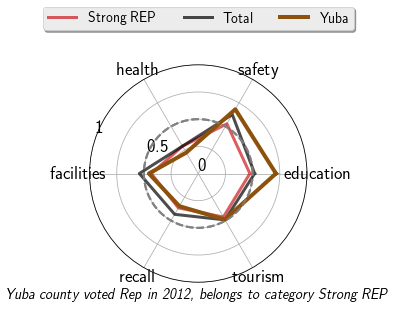 Strong REP Total Yuba
health safety
1
0.5
0
facilities education
recall tourism
Yuba county voted Rep in 2012, belongs to category Strong REP